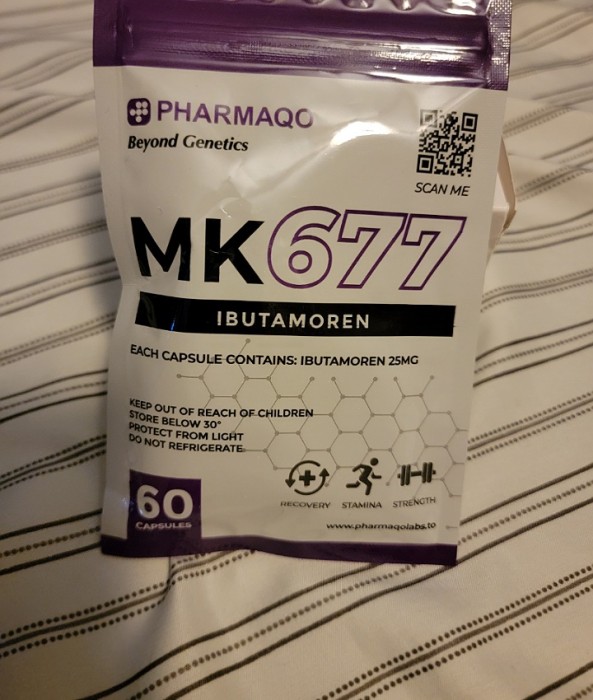 PHARMAQO
Beyond Genetics
SCAN ME
MK677
IBUTAMOREN
EACH CAPSULE CONTAINS: IBUTAMOREN 25MG
KEEP OUT OF REACH OF CHILDREN
STORE BELOW 30°
PROTECT FROM LIGHT
DO NOT REFRIGERATE
60
CAPSULES
RECOVERY STAMINA STRENGTH
www.pharmaqolabs.to